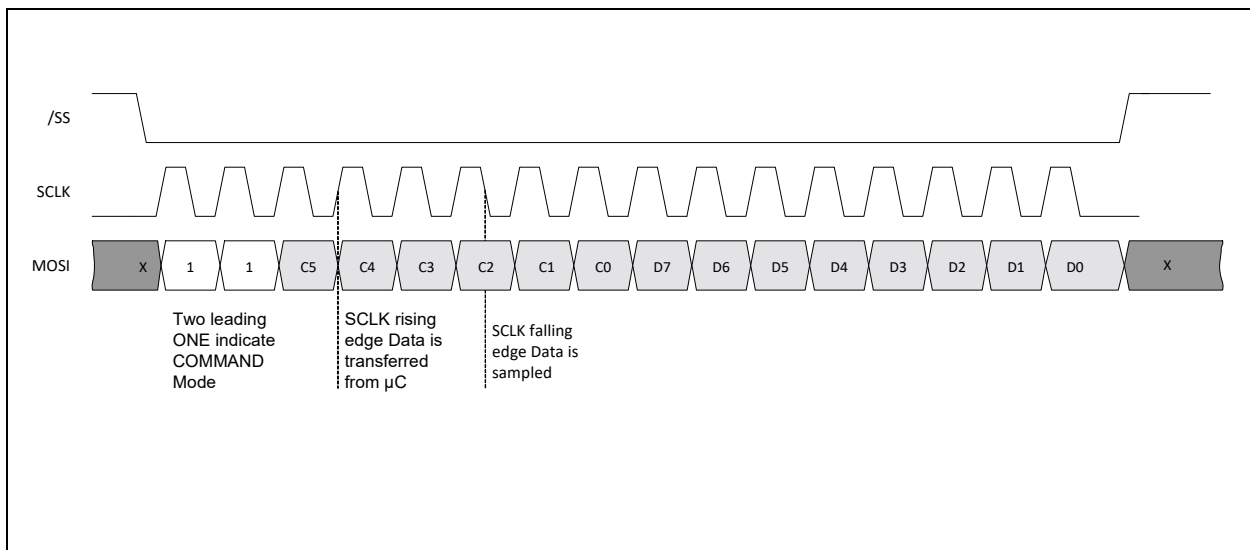 /SS
SCLK
MOSI
X 1 1 C5 C4 C3 C2 C1 C0 D7 D6 D5 D4 D3 D2 D1 D0 X
Two leading
ONE indicate
COMMAND
Mode
SCLK rising
edge Data is
transferred
from µC
SCLK falling
edge Data is
sampled